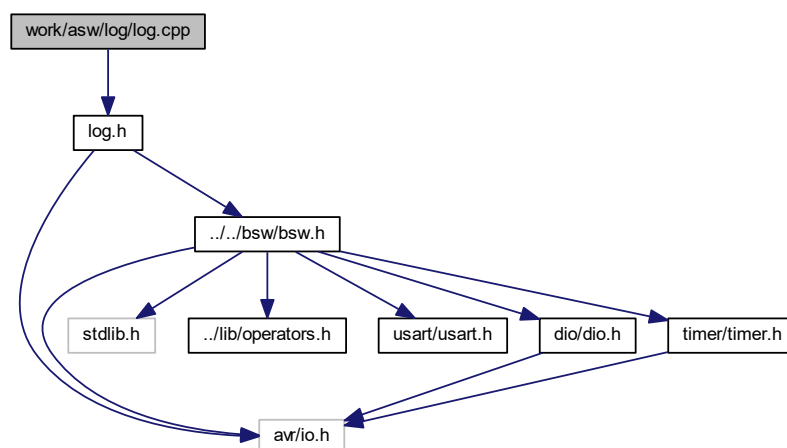 work/asw/log/log.cpp
log.h
../../bsw/bsw.h
stdlib.h
../lib/operators.h
usart/usart.h
dio/dio.h
timer/timer.h
avr/io.h